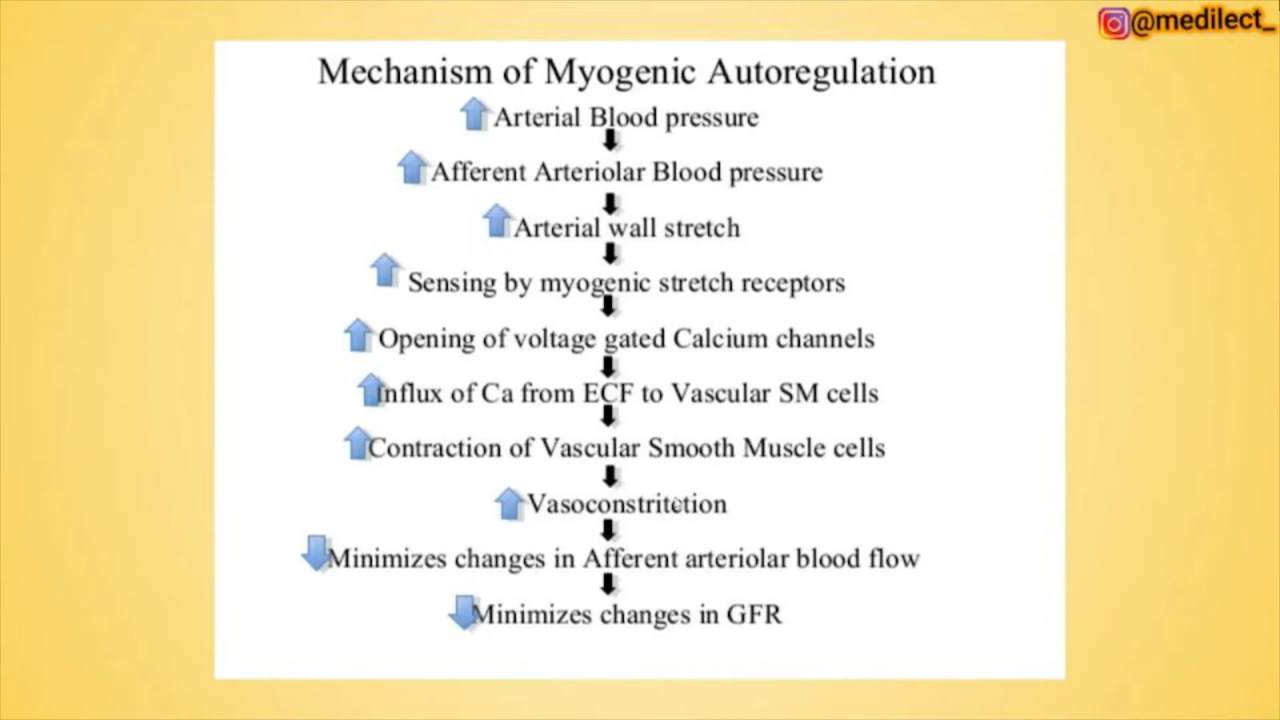 @medilect_
Mechanism of Myogenic Autoregulation
Arterial Blood pressure
Afferent Arteriolar Blood pressure
Arterial wall stretch
Sensing by myogenic stretch receptors
Opening of voltage gated Calcium channels
Influx of Ca from ECF to Vascular SM cells
Contraction of Vascular Smooth Muscle cells
Vasoconstritction
Minimizes changes in Afferent arteriolar blood flow
Minimizes changes in GFR